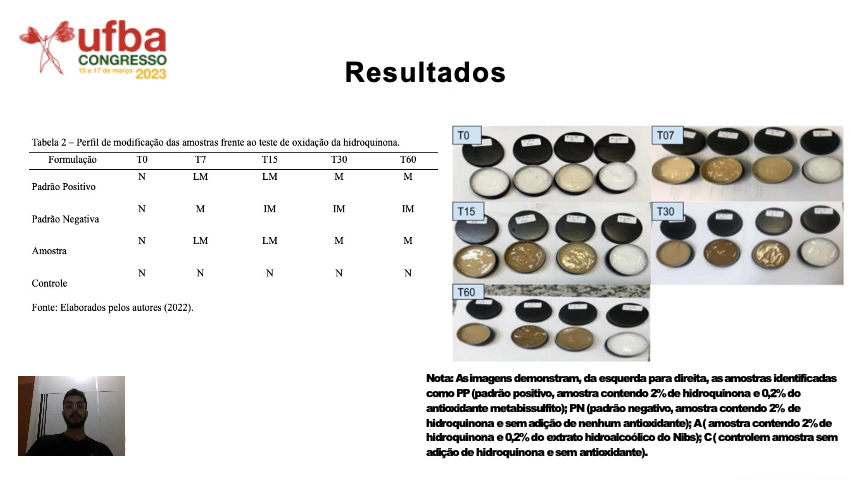 ufba
CONGRESSO
15 a 17 de março 2023
Resultados
Tabela 2 – Perfil de modificação das amostras frente ao teste de oxidação da hidroquinona.
Formulação T0 T7 T15 T30 T60
Padrão Positivo N LM LM M M
Padrão Negativa N M IM IM IM
Amostra N LM LM M M
Controle N N N N N
Fonte: Elaborados pelos autores (2022).
T0
T07
T15
T30
T60
Nota: As imagens demonstram, da esquerda para direita, as amostras identificadas
como PP (padrão positivo, amostra contendo 2% de hidroquinona e 0,2% do
antioxidante metabissulfito); PN (padrão negativo, amostra contendo 2% de
hidroquinona e sem adição de nenhum antioxidante); A ( amostra contendo 2% de
hidroquinona e 0,2% do extrato hidroalcoólico do Nibs); C ( controlem amostra sem
adição de hidroquinona e sem antioxidante).